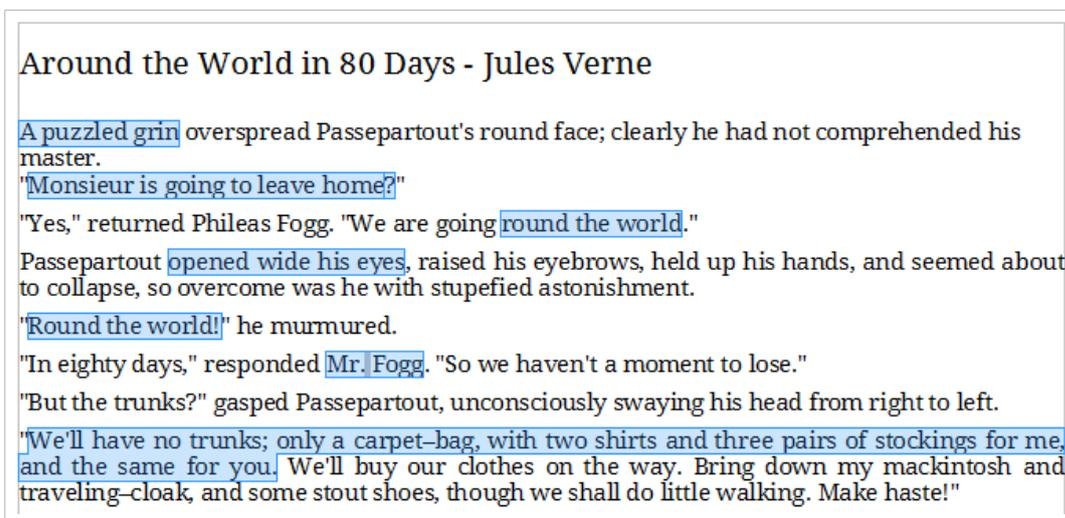 Around the World in 80 Days - Jules Verne
A puzzled grin overspread Passepartout's round face; clearly he had not comprehended his
master.
"Monsieur is going to leave home?"
"Yes," returned Phileas Fogg. "We are going round the world."
Passepartout opened wide his eyes, raised his eyebrows, held up his hands, and seemed about
to collapse, so overcome was he with stupefied astonishment.
"Round the world!" he murmured.
"In eighty days," responded Mr. Fogg. "So we haven't a moment to lose."
"But the trunks?" gasped Passepartout, unconsciously swaying his head from right to left.
"We'll have no trunks; only a carpet–bag, with two shirts and three pairs of stockings for me,
and the same for you. We'll buy our clothes on the way. Bring down my mackintosh and
traveling–cloak, and some stout shoes, though we shall do little walking. Make haste!"